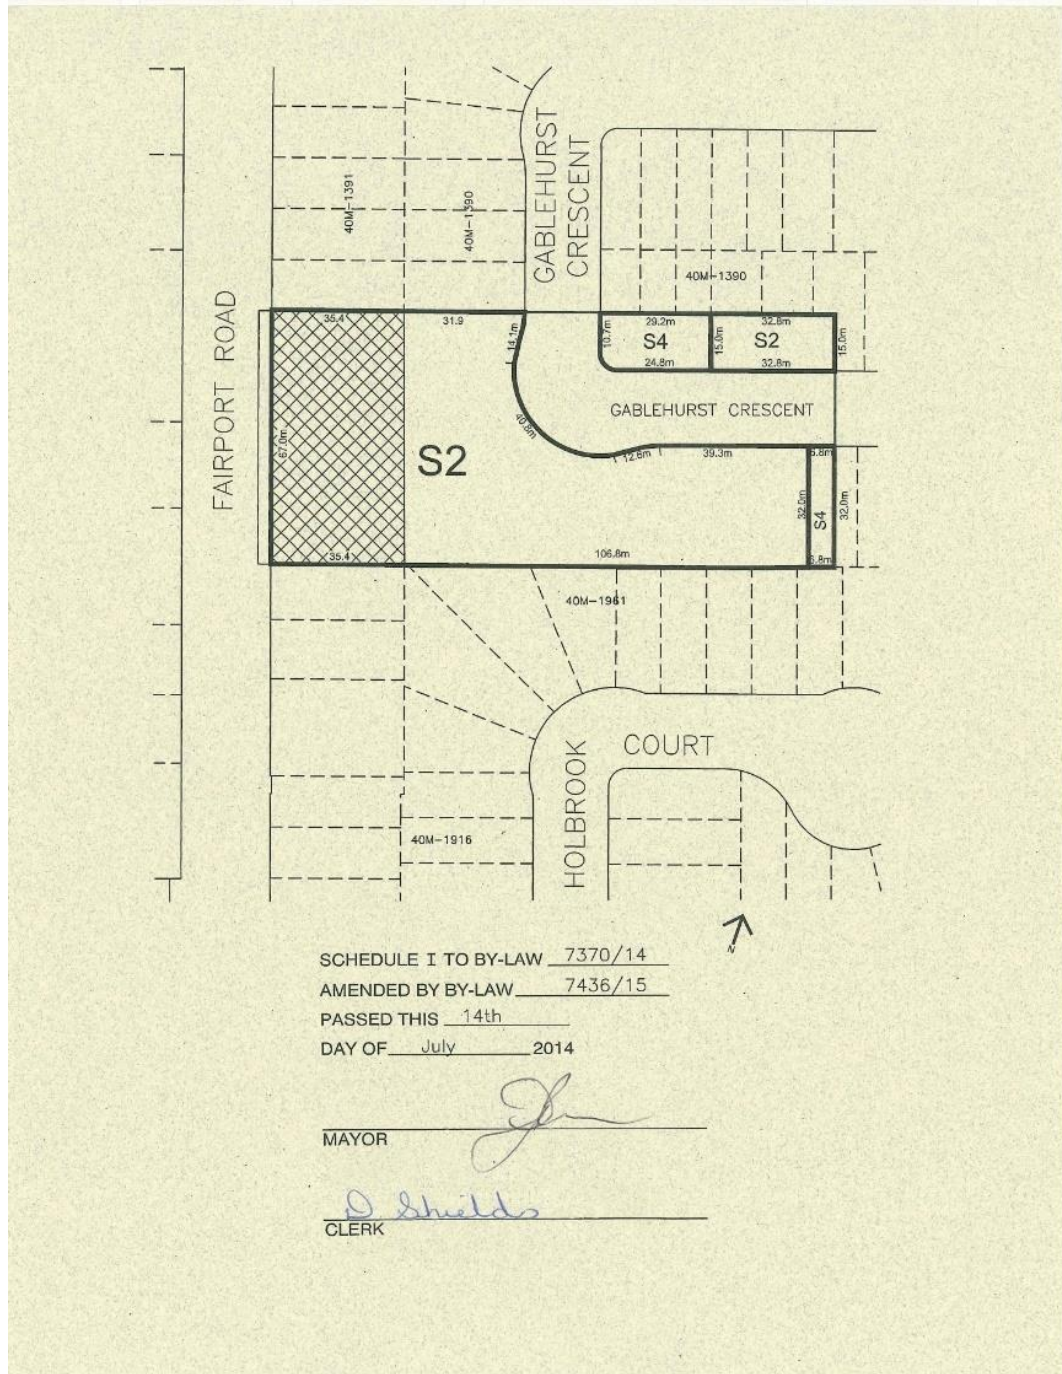 GABLEHURST
CRESCENT
40M-1391
40M-1390
40M-1390
FAIRPORT ROAD
35.4
31.9
14.1m
10.7m
29.2m
S4
24.8m
15.0m
32.8m
S2
32.8m
15.0m
GABLEHURST CRESCENT
67.0m
S2
40.8m
12.6m
39.3m
6.8m
32.0m
S4
32.0m
35.4
106.8m
6.8m
40M-1961
COURT
HOLBROOK
40M-1916
N
SCHEDULE I TO BY-LAW 7370/14
AMENDED BY BY-LAW 7436/15
PASSED THIS 14th
DAY OF July 2014
MAYOR
D Shields
CLERK